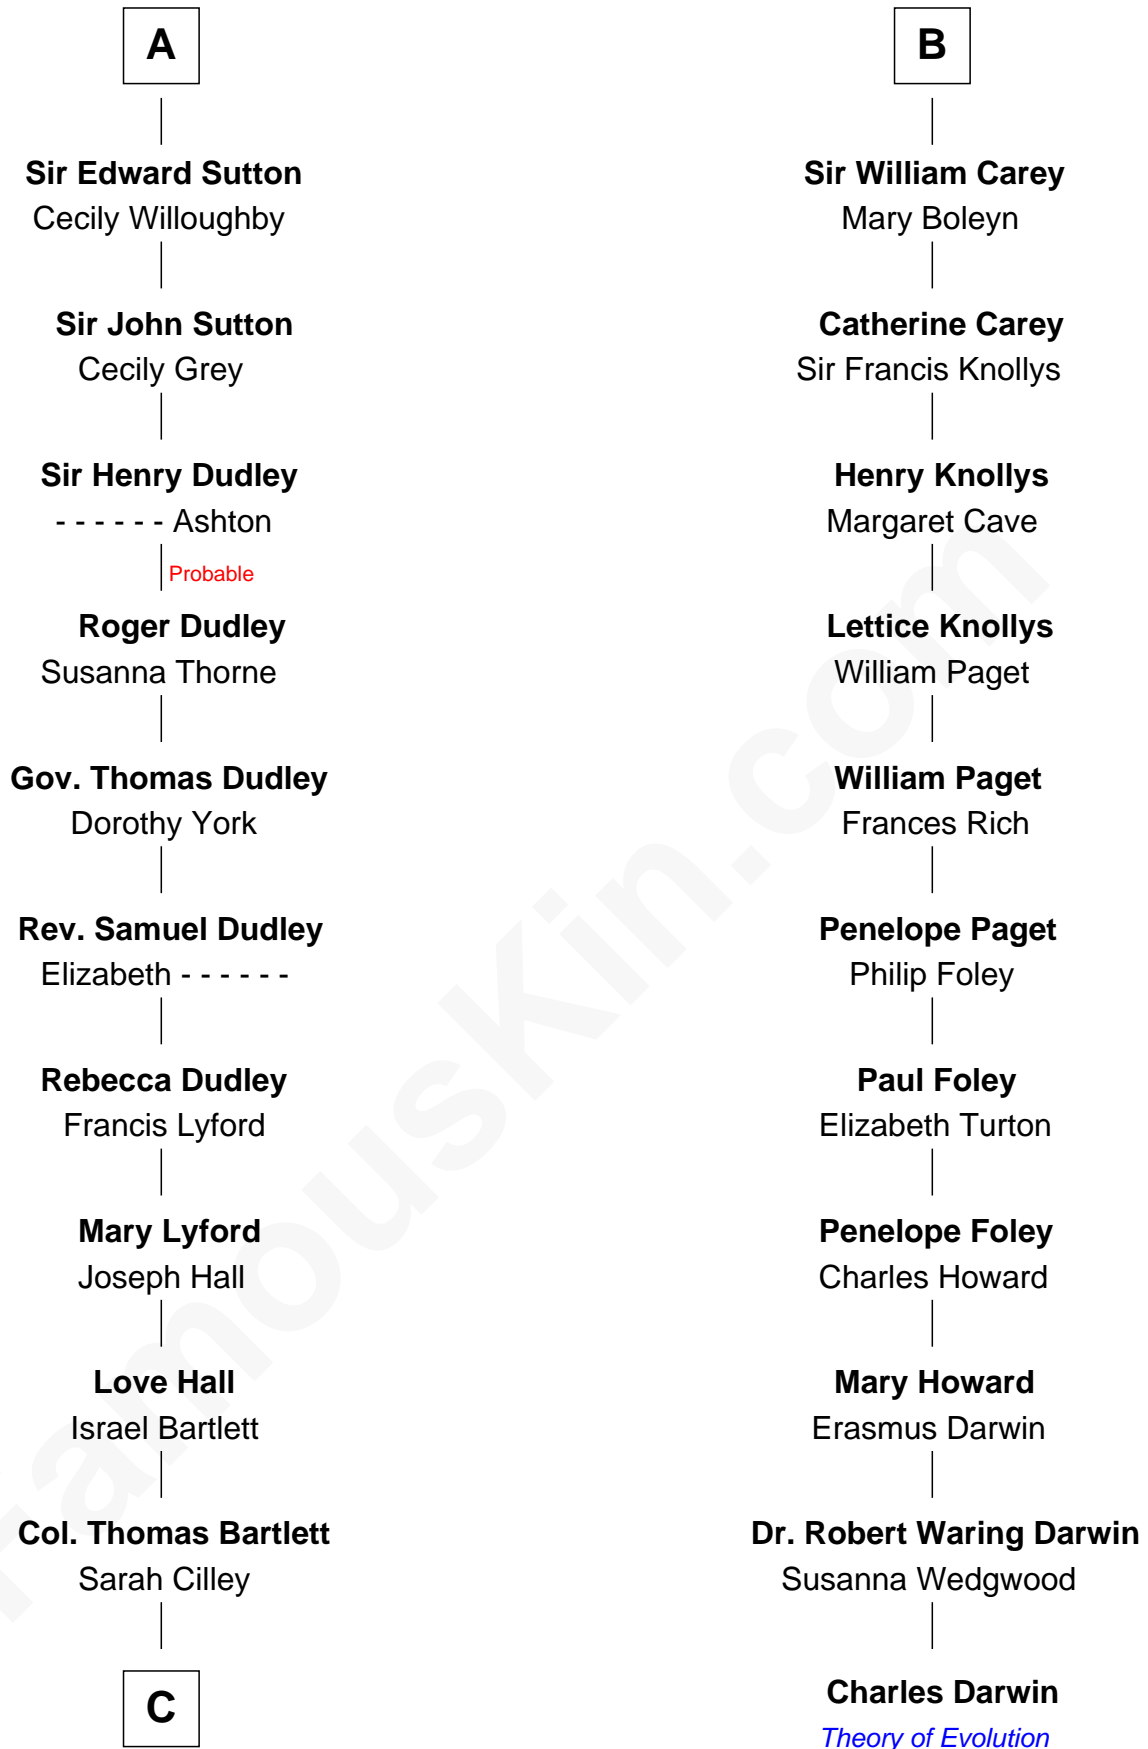 A
Sir Edward Sutton
Cecily Willoughby
Sir John Sutton
Cecily Grey
Sir Henry Dudley
- - - - - - Ashton
Probable
Roger Dudley
Susanna Thorne
Gov. Thomas Dudley
Dorothy York
Rev. Samuel Dudley
Elizabeth - - - - - -
Rebecca Dudley
Francis Lyford
Mary Lyford
Joseph Hall
Love Hall
Israel Bartlett
Col. Thomas Bartlett
Sarah Cilley
C
B
Sir William Carey
Mary Boleyn
Catherine Carey
Sir Francis Knollys
Henry Knollys
Margaret Cave
Lettice Knollys
William Paget
William Paget
Frances Rich
Penelope Paget
Philip Foley
Paul Foley
Elizabeth Turton
Penelope Foley
Charles Howard
Mary Howard
Erasmus Darwin
Dr. Robert Waring Darwin
Susanna Wedgwood
Charles Darwin
Theory of Evolution
FamousKin.com